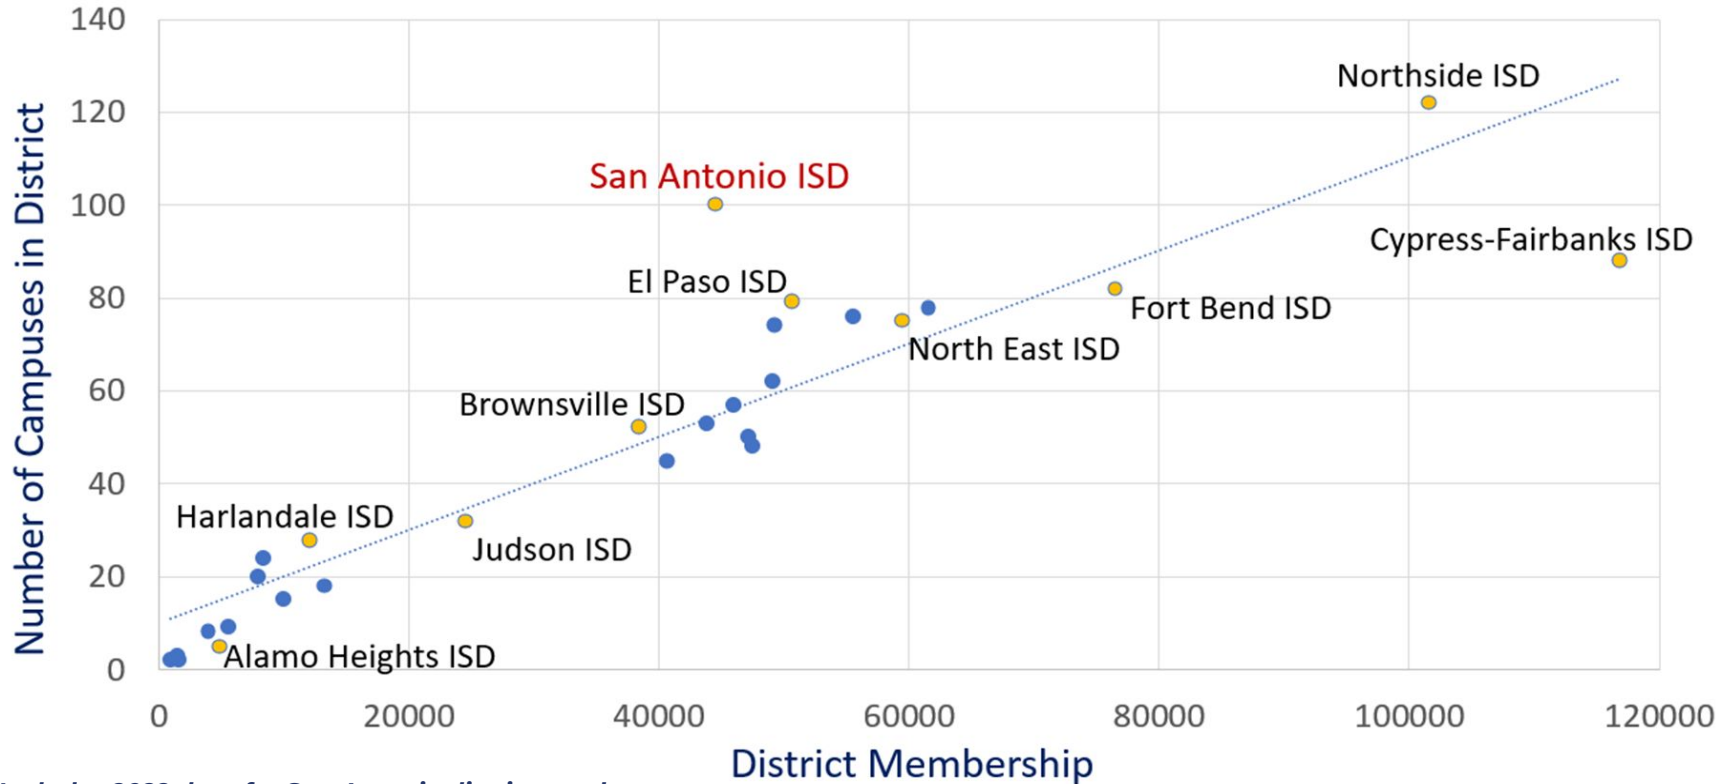 140
Northside ISD
120
San Antonio ISD
100
Cypress-Fairbanks ISD
El Paso ISD
80
Fort Bend ISD
North East ISD
60
Brownsville ISD
40
Harlandale ISD
Judson ISD
20
Alamo Heights ISD
0
0 20000 40000 60000 80000 100000 120000
Number of Campuses in District
District Membership